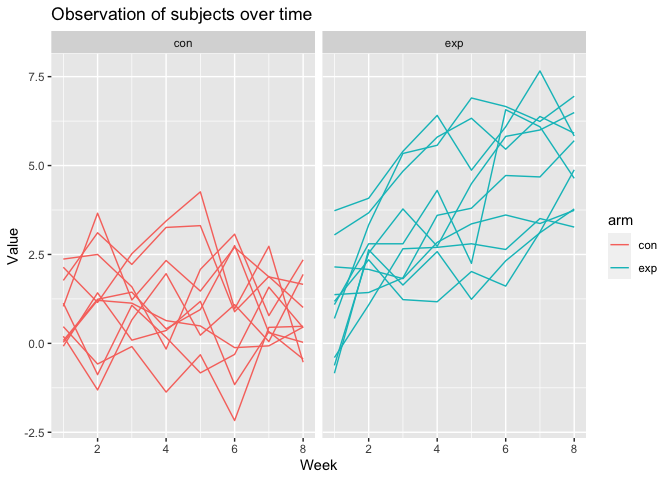 Observation of subjects over time
con
exp
7.5
5.0
2.5
0.0
-2.5
Value
2
4
6
8
2
4
6
8
Week
arm
con
exp